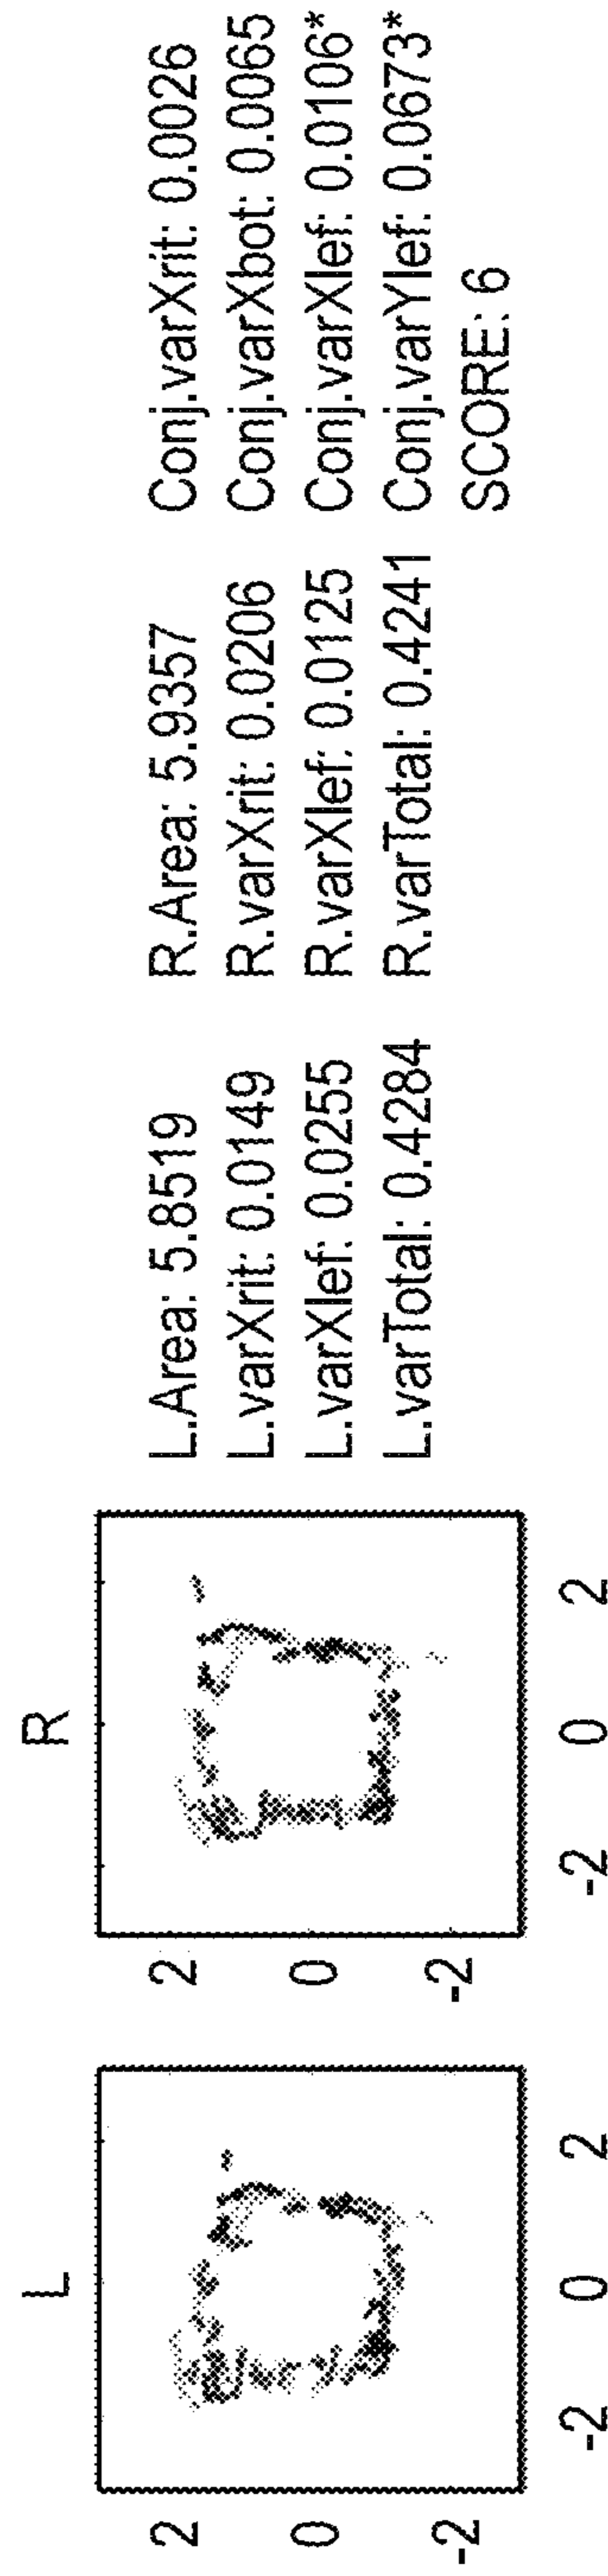 L
2
0
-2
-2
0
2
R
2
0
-2
-2
0
2
L.Area: 5.8519
L.varXrit: 0.0149
L.varXlef: 0.0255
L.varTotal: 0.4284
R.Area: 5.9357
R.varXrit: 0.0206
R.varXlef: 0.0125
R.varTotal: 0.4241
Conj.varXrit: 0.0026
Conj.varXbot: 0.0065
Conj.varXlef: 0.0106*
Conj.varYlef: 0.0673*
SCORE: 6